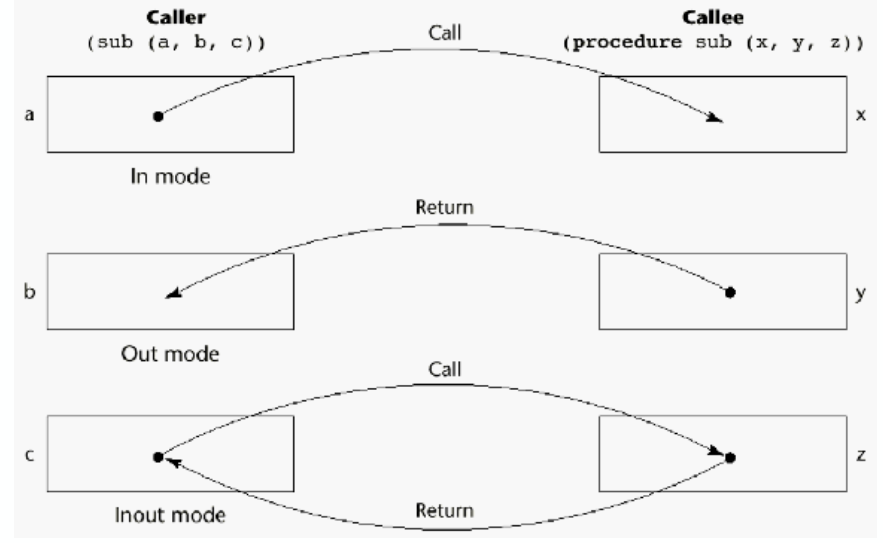 Caller
(sub (a, b, c))
Callee
(procedure sub (x, y, z))
Call
a
x
In mode
Return
b
y
Out mode
Call
c
z
Inout mode
Return